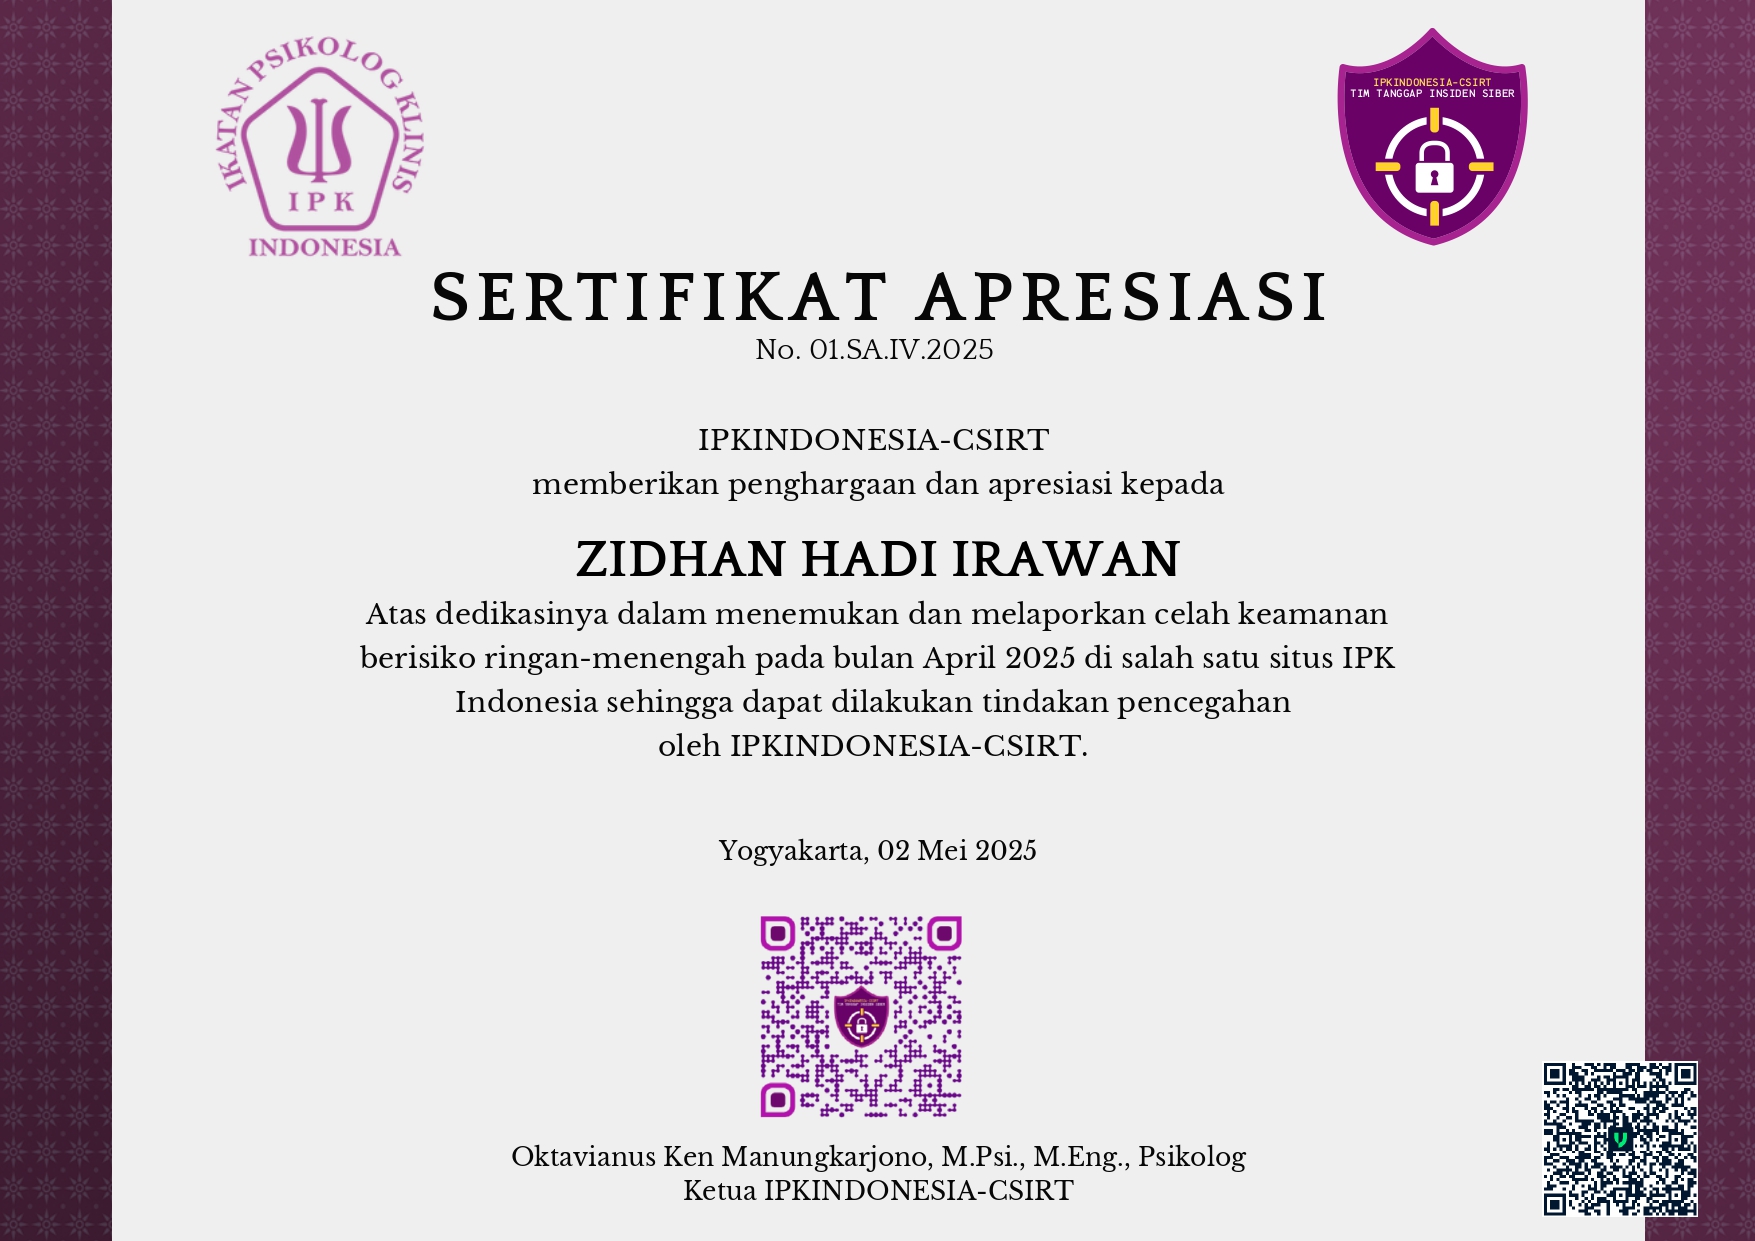 IKATAN PSIKOLOG KLINIS
IPK
INDONESIA
IPKINDONESIA-CSIRT
TIM TANGGAP INSIDEN SIBER
SERTIFIKAT APRESIASI
No. 01.SA.IV.2025
IPKINDONESIA-CSIRT
memberikan penghargaan dan apresiasi kepada
ZIDHAN HADI IRAWAN
Atas dedikasinya dalam menemukan dan melaporkan celah keamanan
berisiko ringan-menengah pada bulan April 2025 di salah satu situs IPK
Indonesia sehingga dapat dilakukan tindakan pencegahan
oleh IPKINDONESIA-CSIRT.
Yogyakarta, 02 Mei 2025
Oktavianus Ken Manungkarjono, M.Psi., M.Eng., Psikolog
Ketua IPKINDONESIA-CSIRT